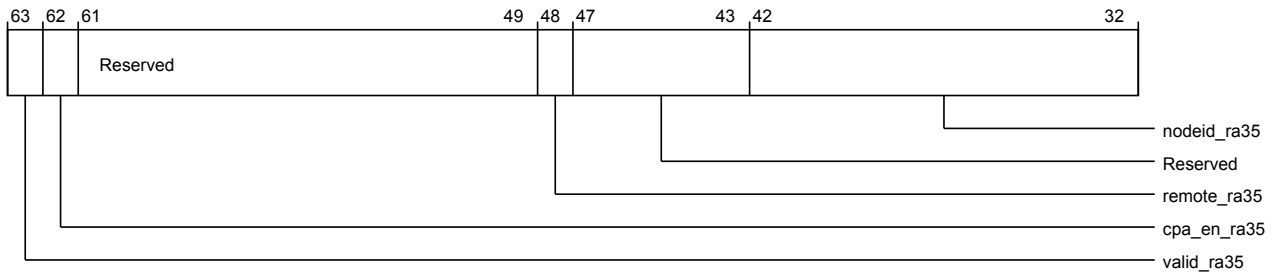 63 62 61 49 48 47 43 42 32
Reserved
nodeid_ra35
Reserved
remote_ra35
cpa_en_ra35
valid_ra35